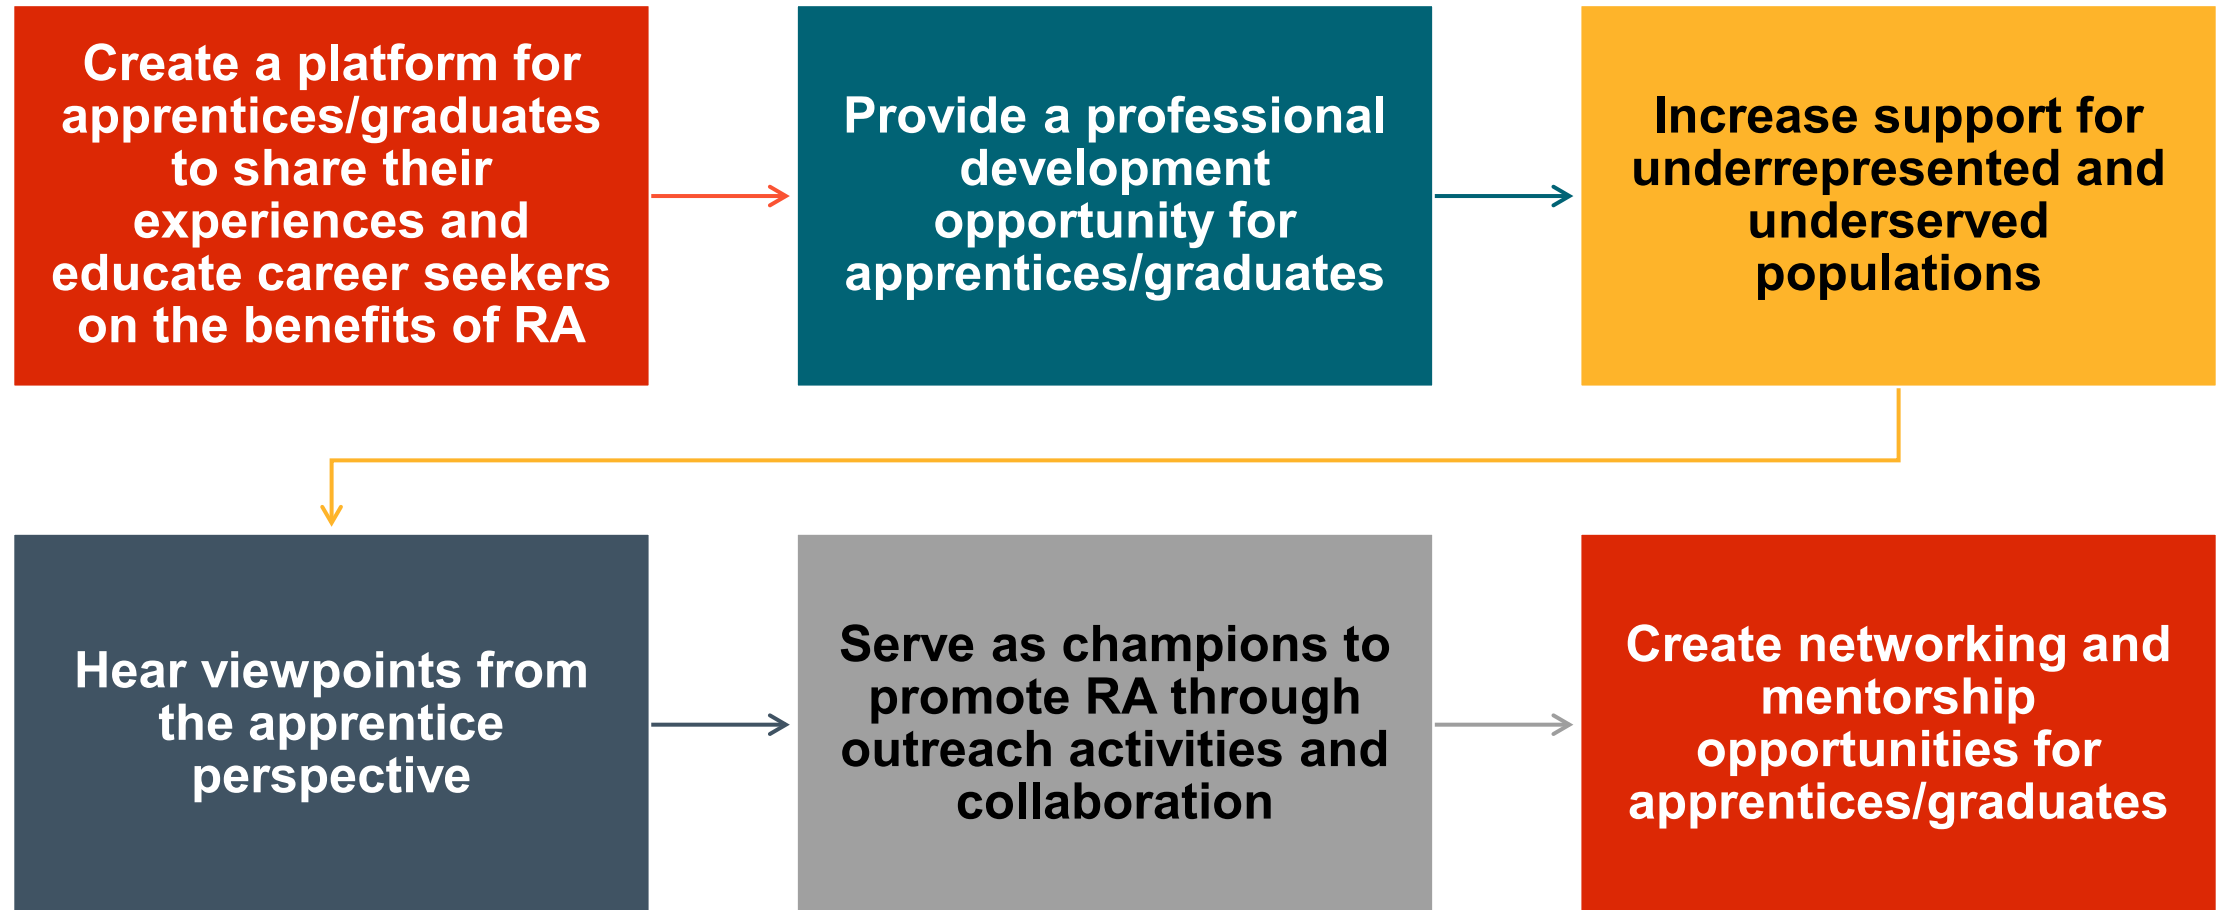 Create a platform for
apprentices/graduates
to share their
experiences and
educate career seekers
on the benefits of RA
Provide a professional
development
opportunity for
apprentices/graduates
Increase support for
underrepresented and
underserved
populations
Hear viewpoints from
the apprentice
perspective
Serve as champions to
promote RA through
outreach activities and
collaboration
Create networking and
mentorship
opportunities for
apprentices/graduates